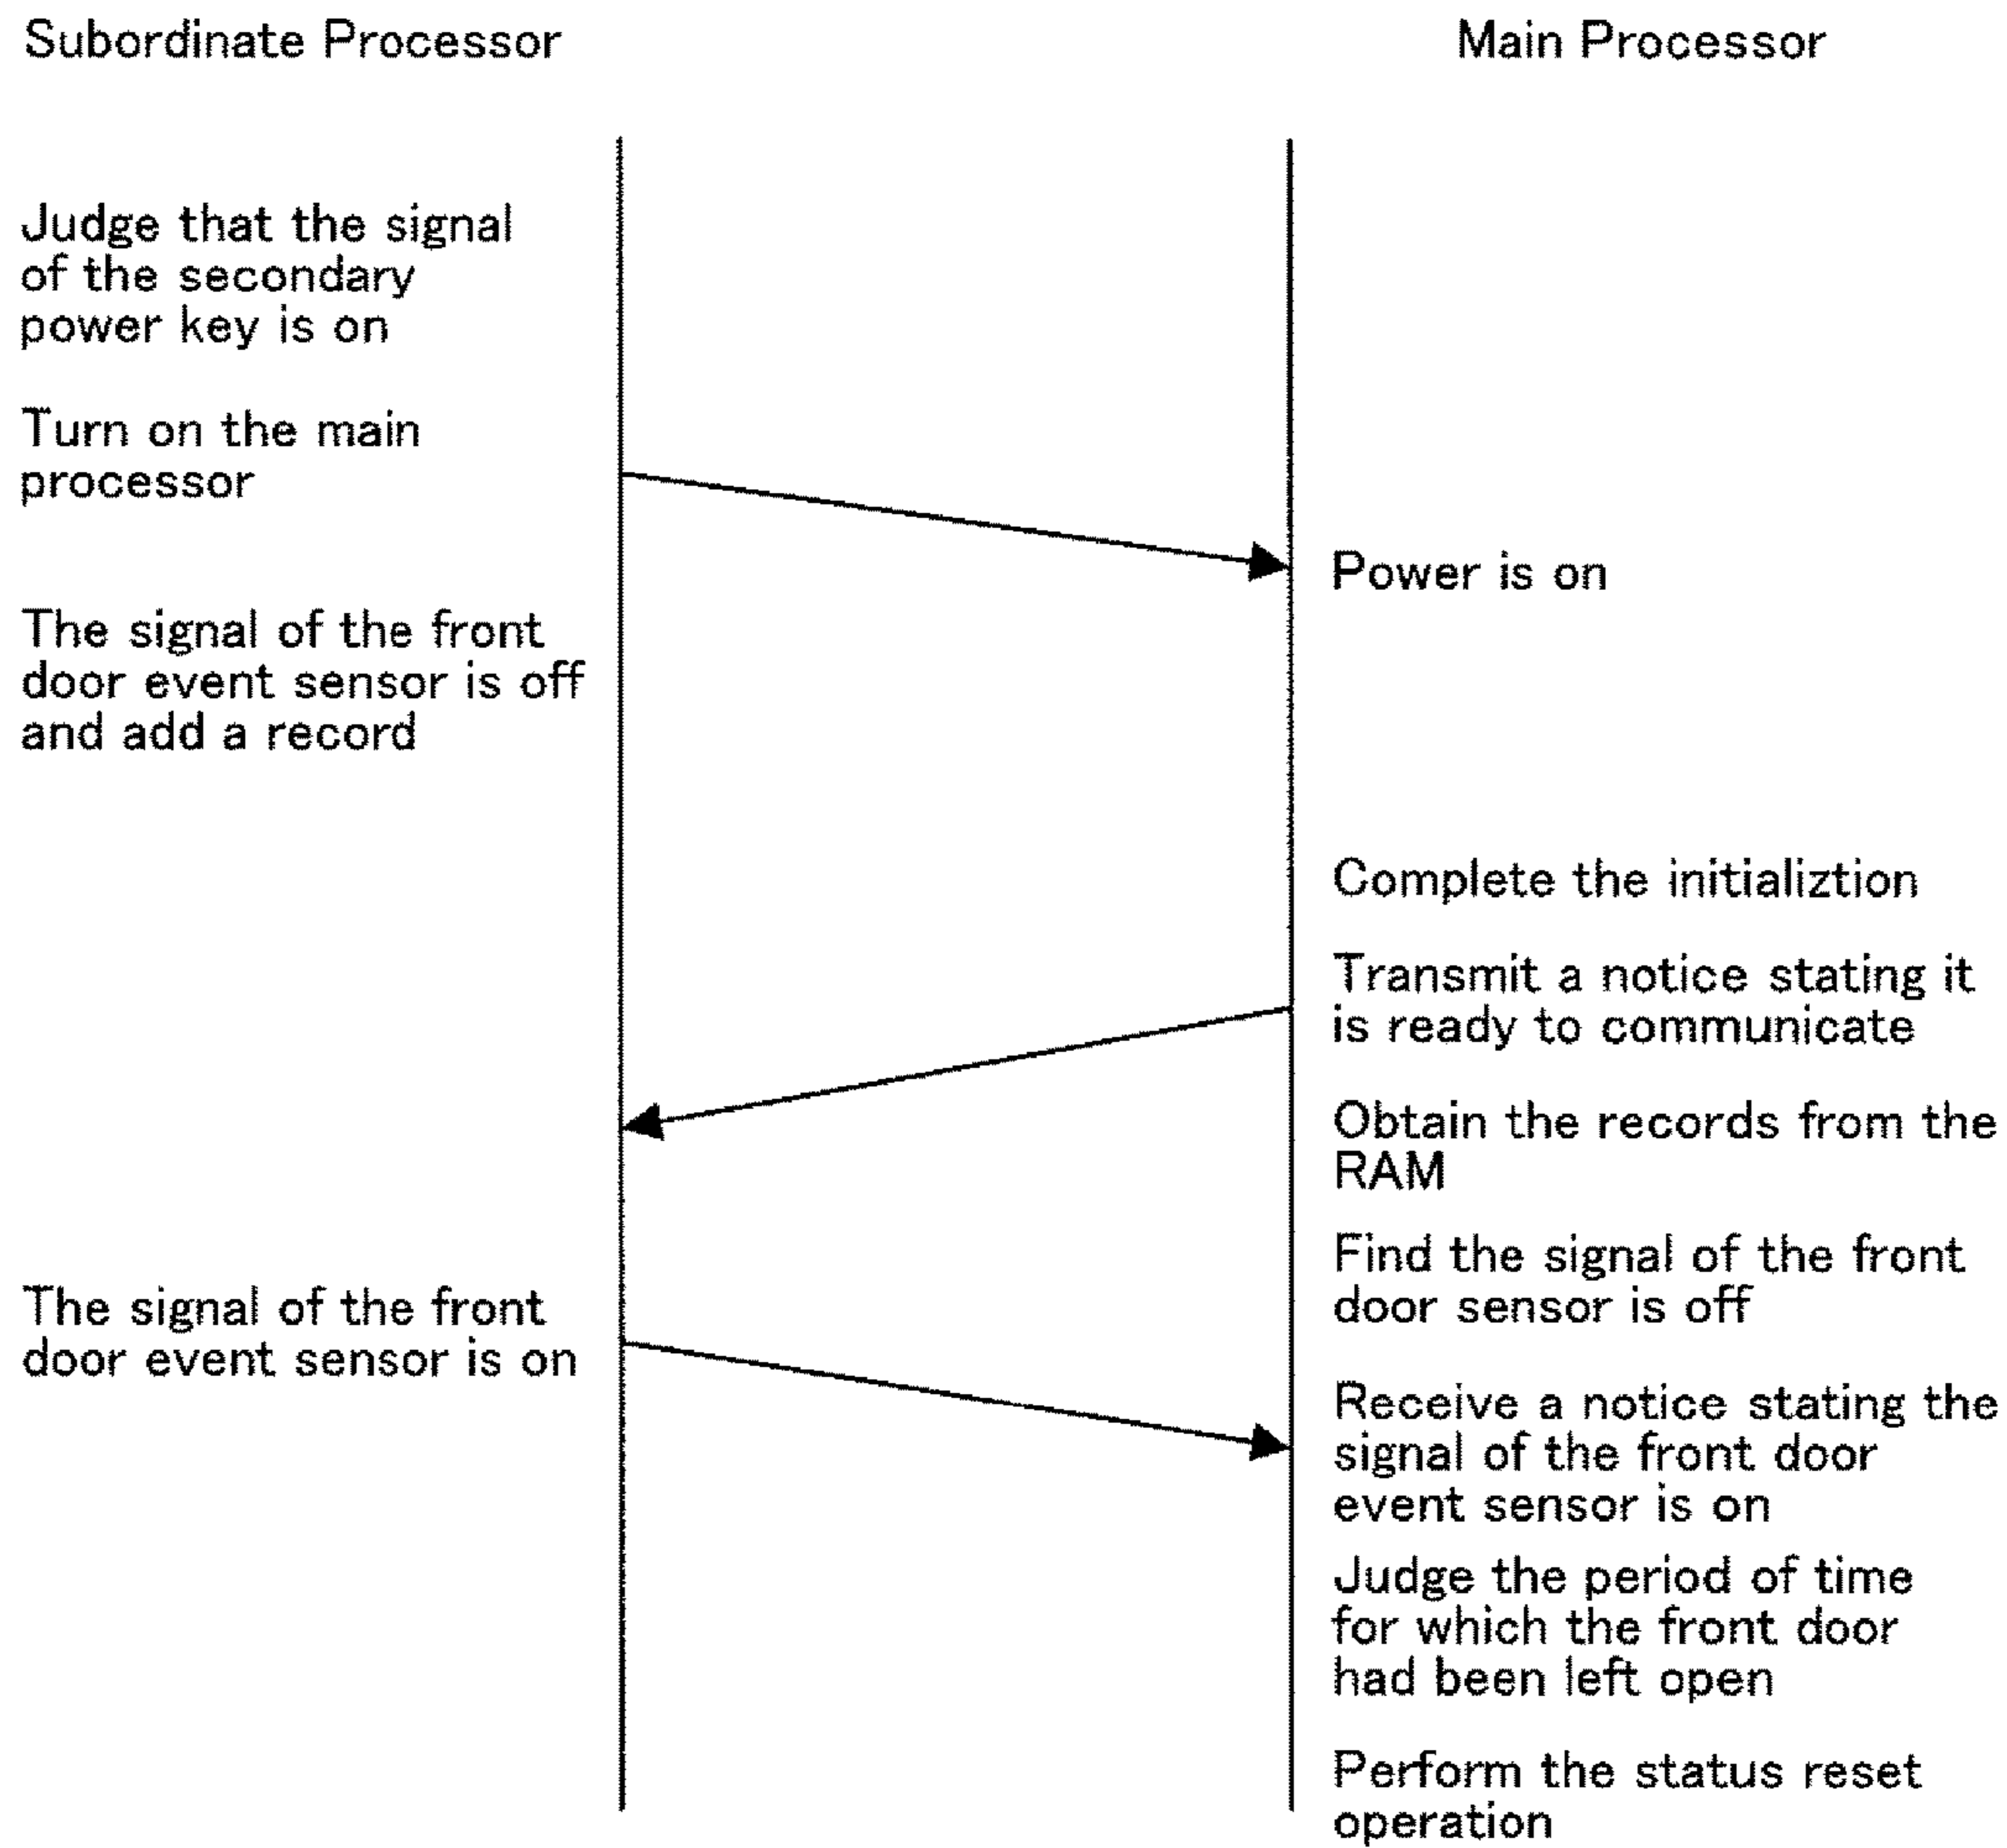 Subordinate Processor
Main Processor
Judge that the signal
of the secondary
power key is on
Turn on the main
processor
Power is on
The signal of the front
door event sensor is off
and add a record
Complete the initializtion
Transmit a notice stating it
is ready to communicate
Obtain the records from the
RAM
Find the signal of the front
door sensor is off
The signal of the front
door event sensor is on
Receive a notice stating the
signal of the front door
event sensor is on
Judge the period of time
for which the front door
had been left open
Perform the status reset
operation